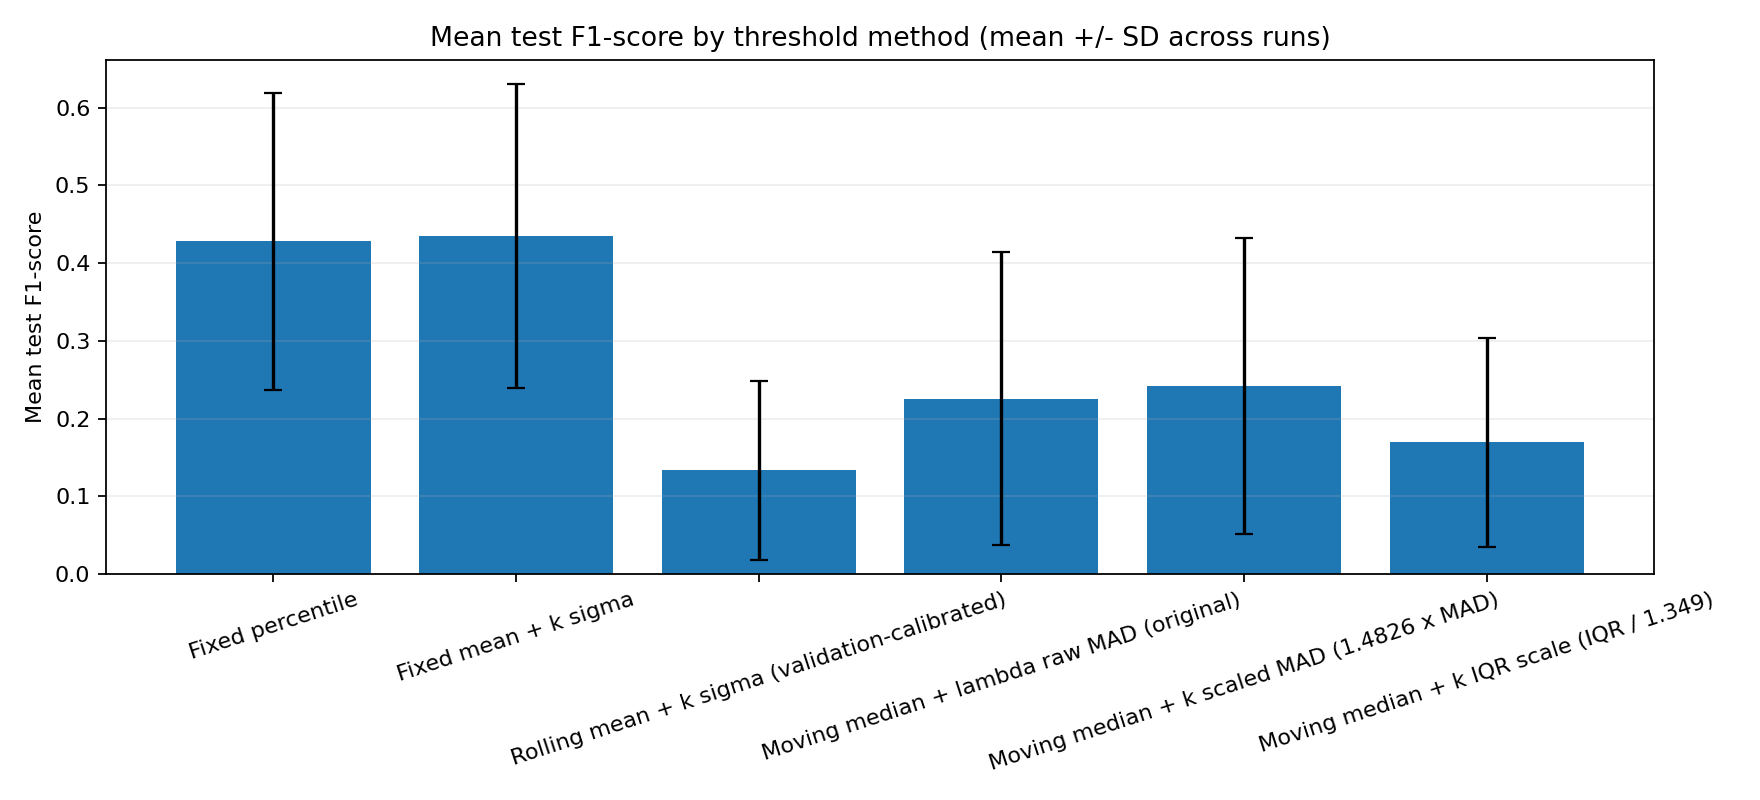 Mean test F1-score by threshold method (mean +/- SD across runs)
Mean test F1-score
0.6
0.5
0.4
0.3
0.2
0.1
0.0
Fixed percentile
Fixed mean + k sigma
Rolling mean + k sigma (validation-calibrated)
Moving median + lambda raw MAD (original)
Moving median + k scaled MAD (1.4826 x MAD)
Moving median + k IQR scale (IQR / 1.349)